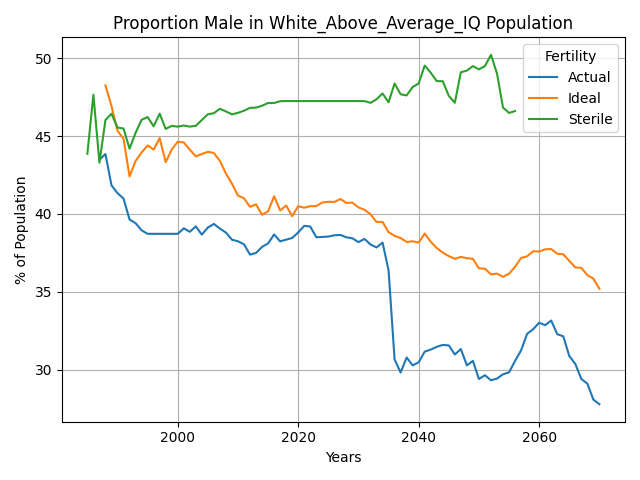 Proportion Male in White_Above_Average_IQ Population
Fertility
Actual
Ideal
Sterile
% of Population
50
45
40
35
30
2000
2020
2040
2060
Years